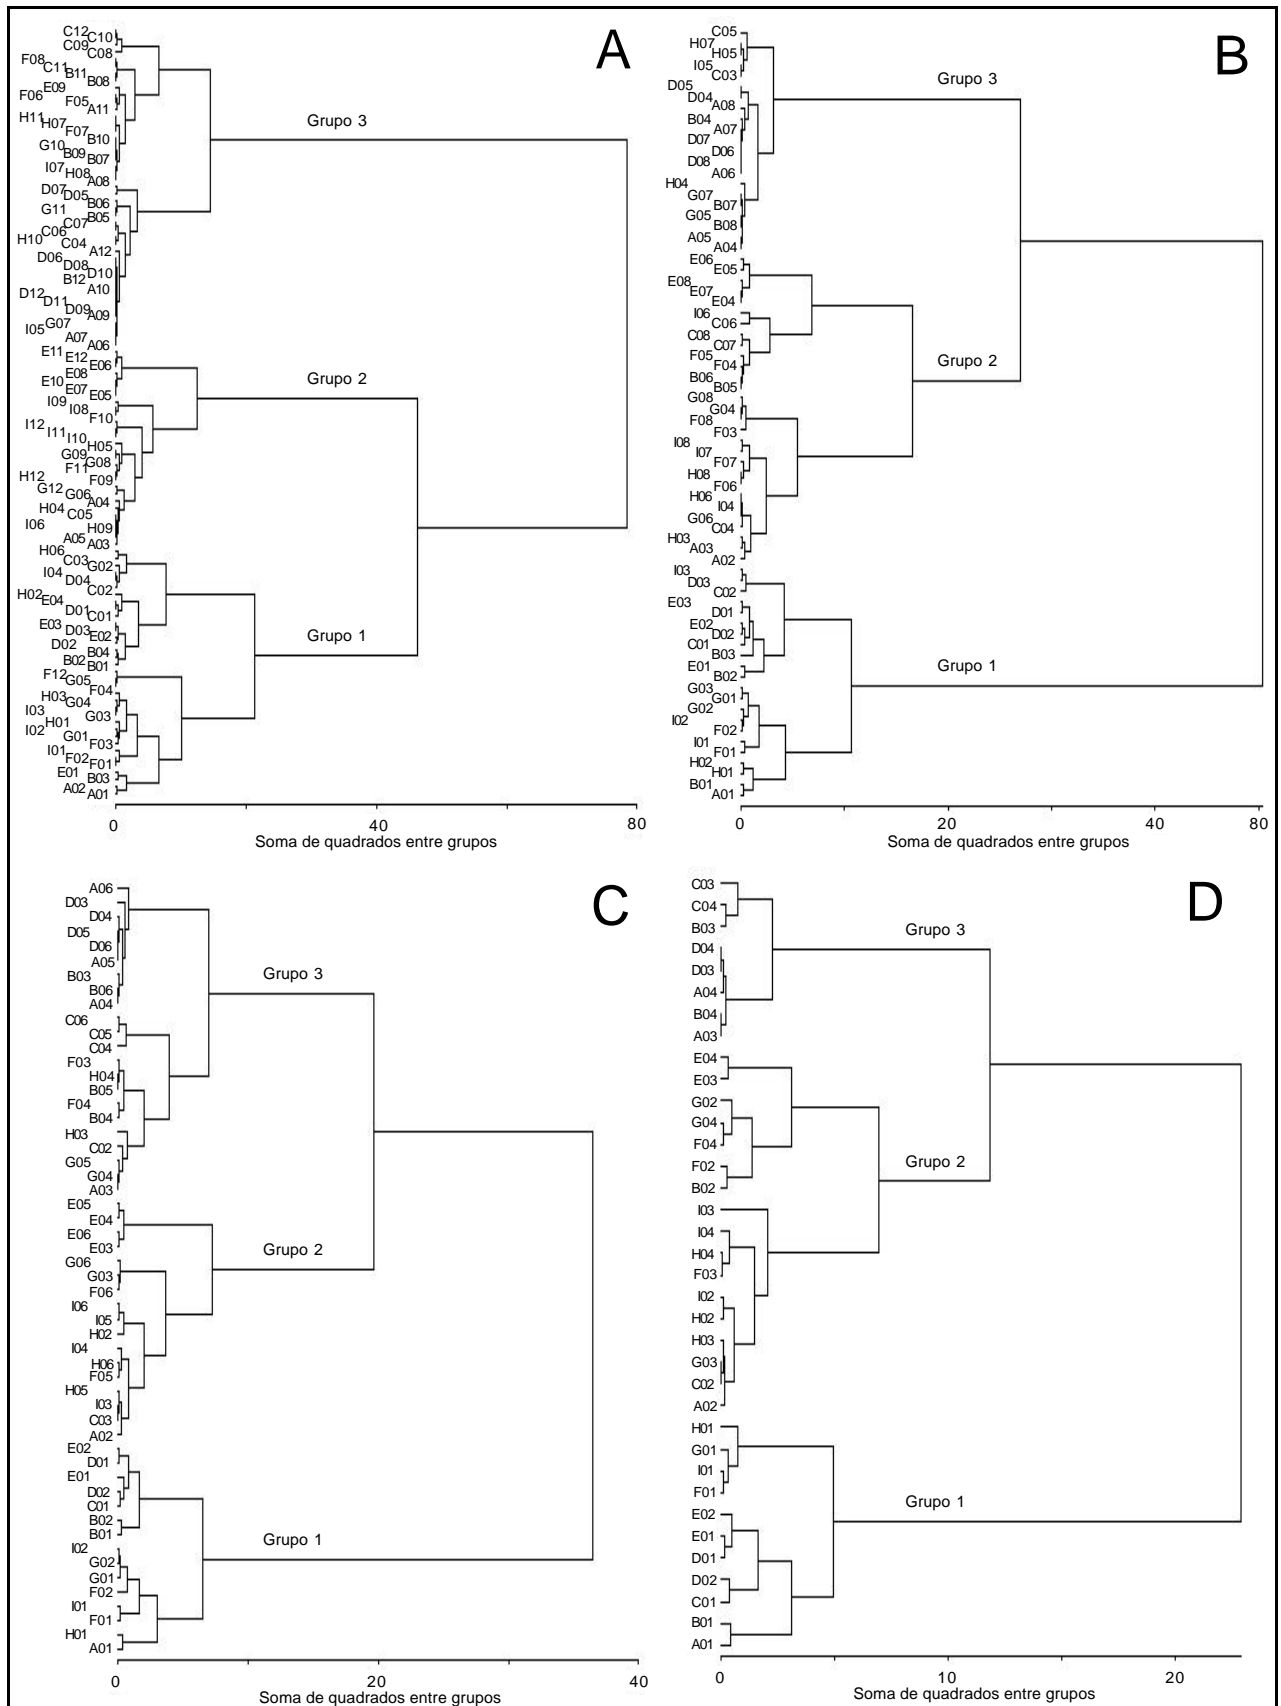 A
C12
C10
C09
C08
F08
C11
B11
B08
E09
F06
F05
A11
H11
H07
F07
B10
G10
B09
B07
I07
H08
A08
D07
D05
B06
G11
B05
C07
C06
H10
C04
A12
D06
D08
D10
B12
A10
D12
D11
D09
A09
G07
I05
A07
A06
E11
E12
E06
E08
E10
E07
E05
I09
I08
F10
I12
I11
I10
H05
G09
G08
F11
F09
H12
G12
G06
A04
H04
C05
I06
H09
A05
A03
H06
C03
G02
I04
D04
C02
H02
E04
D01
C01
E03
D03
E02
D02
B04
B02
B01
F12
G05
F04
H03
G04
I03
G03
H01
I02
G01
F03
I01
F02
F01
E01
B03
A02
A01
Grupo 3
Grupo 2
Grupo 1
0 40 80
Soma de quadrados entre grupos
B
C05
H07
H05
I05
C03
D05
D04
A08
B04
A07
D07
D06
D08
A06
H04
G07
B07
G05
B08
A05
A04
E06
E05
E08
E07
E04
I06
C06
C08
C07
F05
F04
B06
B05
G08
G04
F08
F03
I08
I07
F07
H08
F06
H06
I04
G06
C04
H03
A03
A02
I03
D03
C02
E03
D01
E02
D02
C01
B03
E01
B02
G03
G01
G02
I02
F02
I01
F01
H02
H01
B01
A01
Grupo 3
Grupo 2
Grupo 1
0 20 40 80
Soma de quadrados entre grupos
C
A06
D03
D04
D05
D06
A05
B03
B06
A04
C06
C05
C04
F03
H04
B05
F04
B04
H03
C02
G05
G04
A03
E05
E04
E06
E03
G06
G03
F06
I06
I05
H02
I04
H06
F05
H05
I03
C03
A02
E02
D01
E01
D02
C01
B02
B01
I02
G02
G01
F02
I01
F01
H01
A01
Grupo 3
Grupo 2
Grupo 1
0 20 40
Soma de quadrados entre grupos
D
C03
C04
B03
D04
D03
A04
B04
A03
E04
E03
G02
G04
F04
F02
B02
I03
I04
H04
F03
I02
H02
H03
G03
C02
A02
H01
G01
I01
F01
E02
E01
D01
D02
C01
B01
A01
Grupo 3
Grupo 2
Grupo 1
0 10 20
Soma de quadrados entre grupos